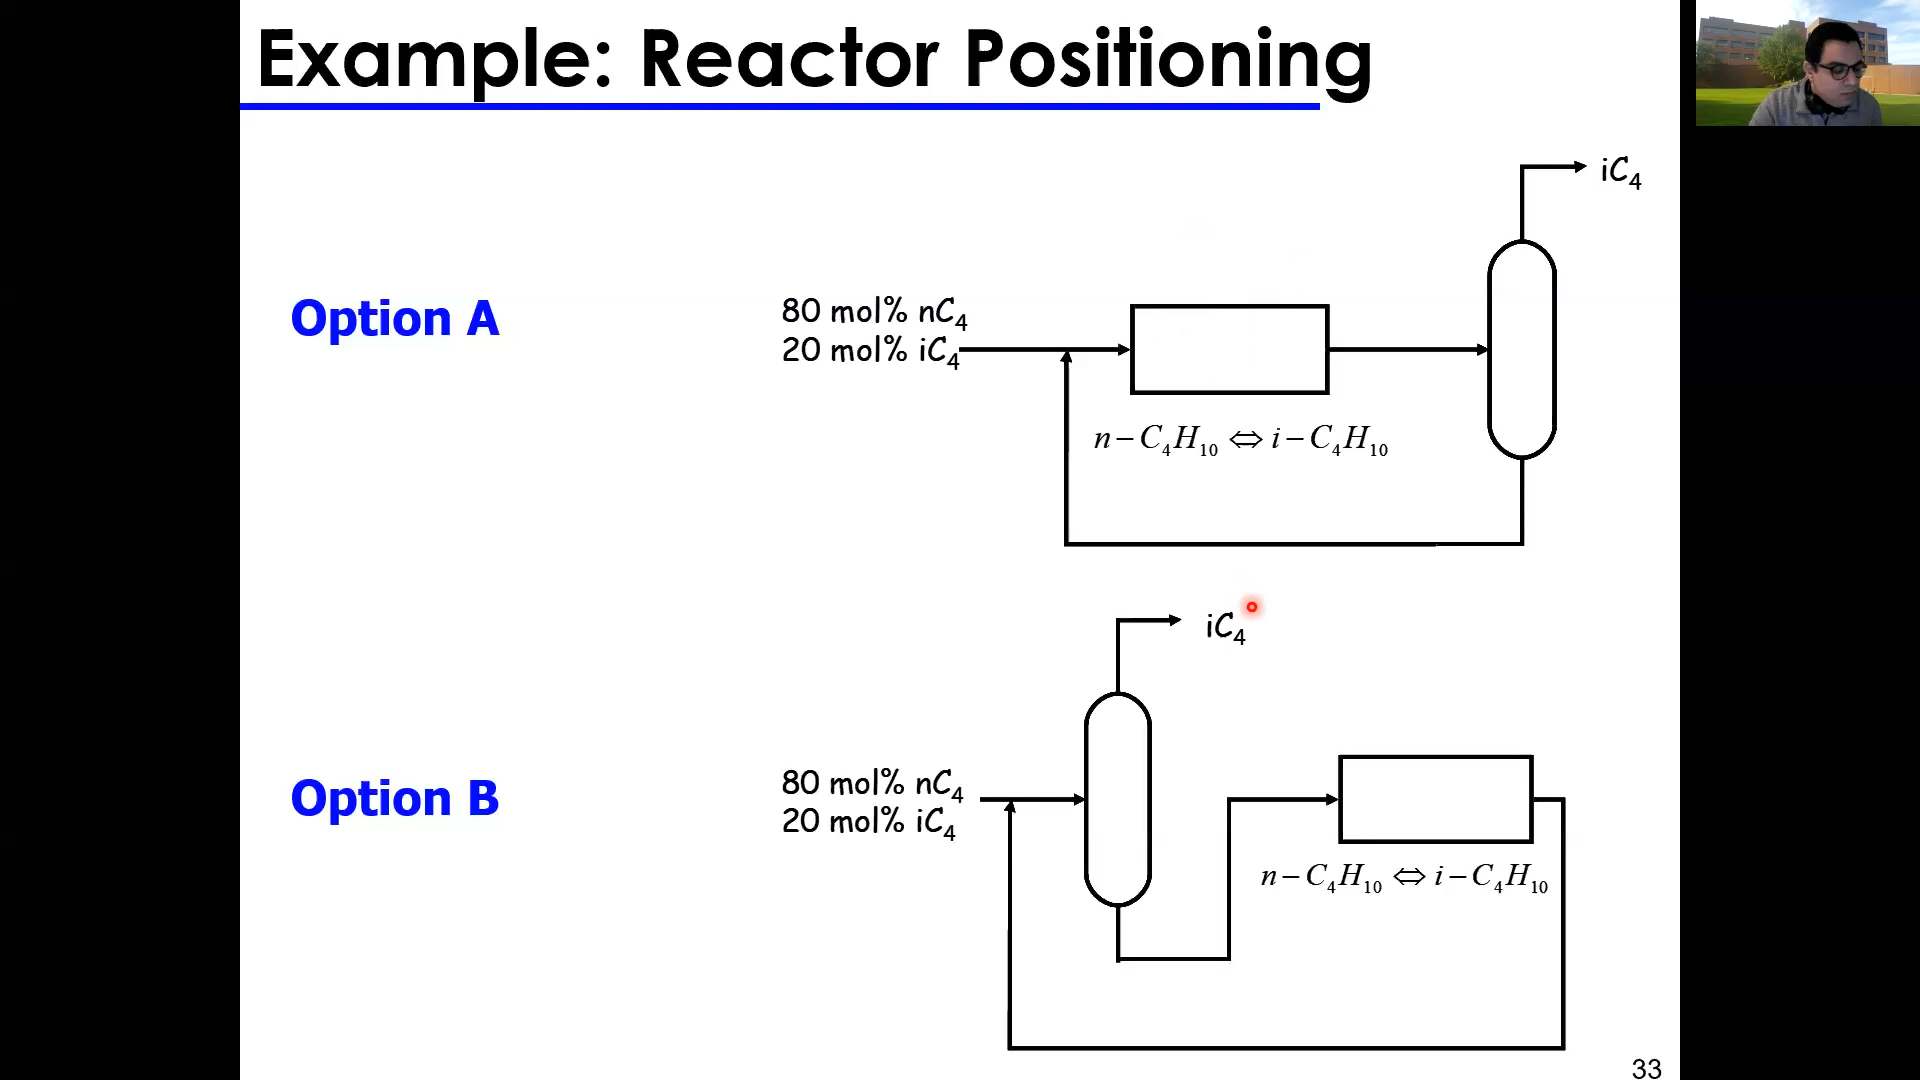 Example: Reactor Positioning
iC₄
Option A
80 mol% nC₄
20 mol% iC₄
n – C₄H₁₀ ⇔ i – C₄H₁₀
iC₄
Option B
80 mol% nC₄
20 mol% iC₄
n – C₄H₁₀ ⇔ i – C₄H₁₀
33